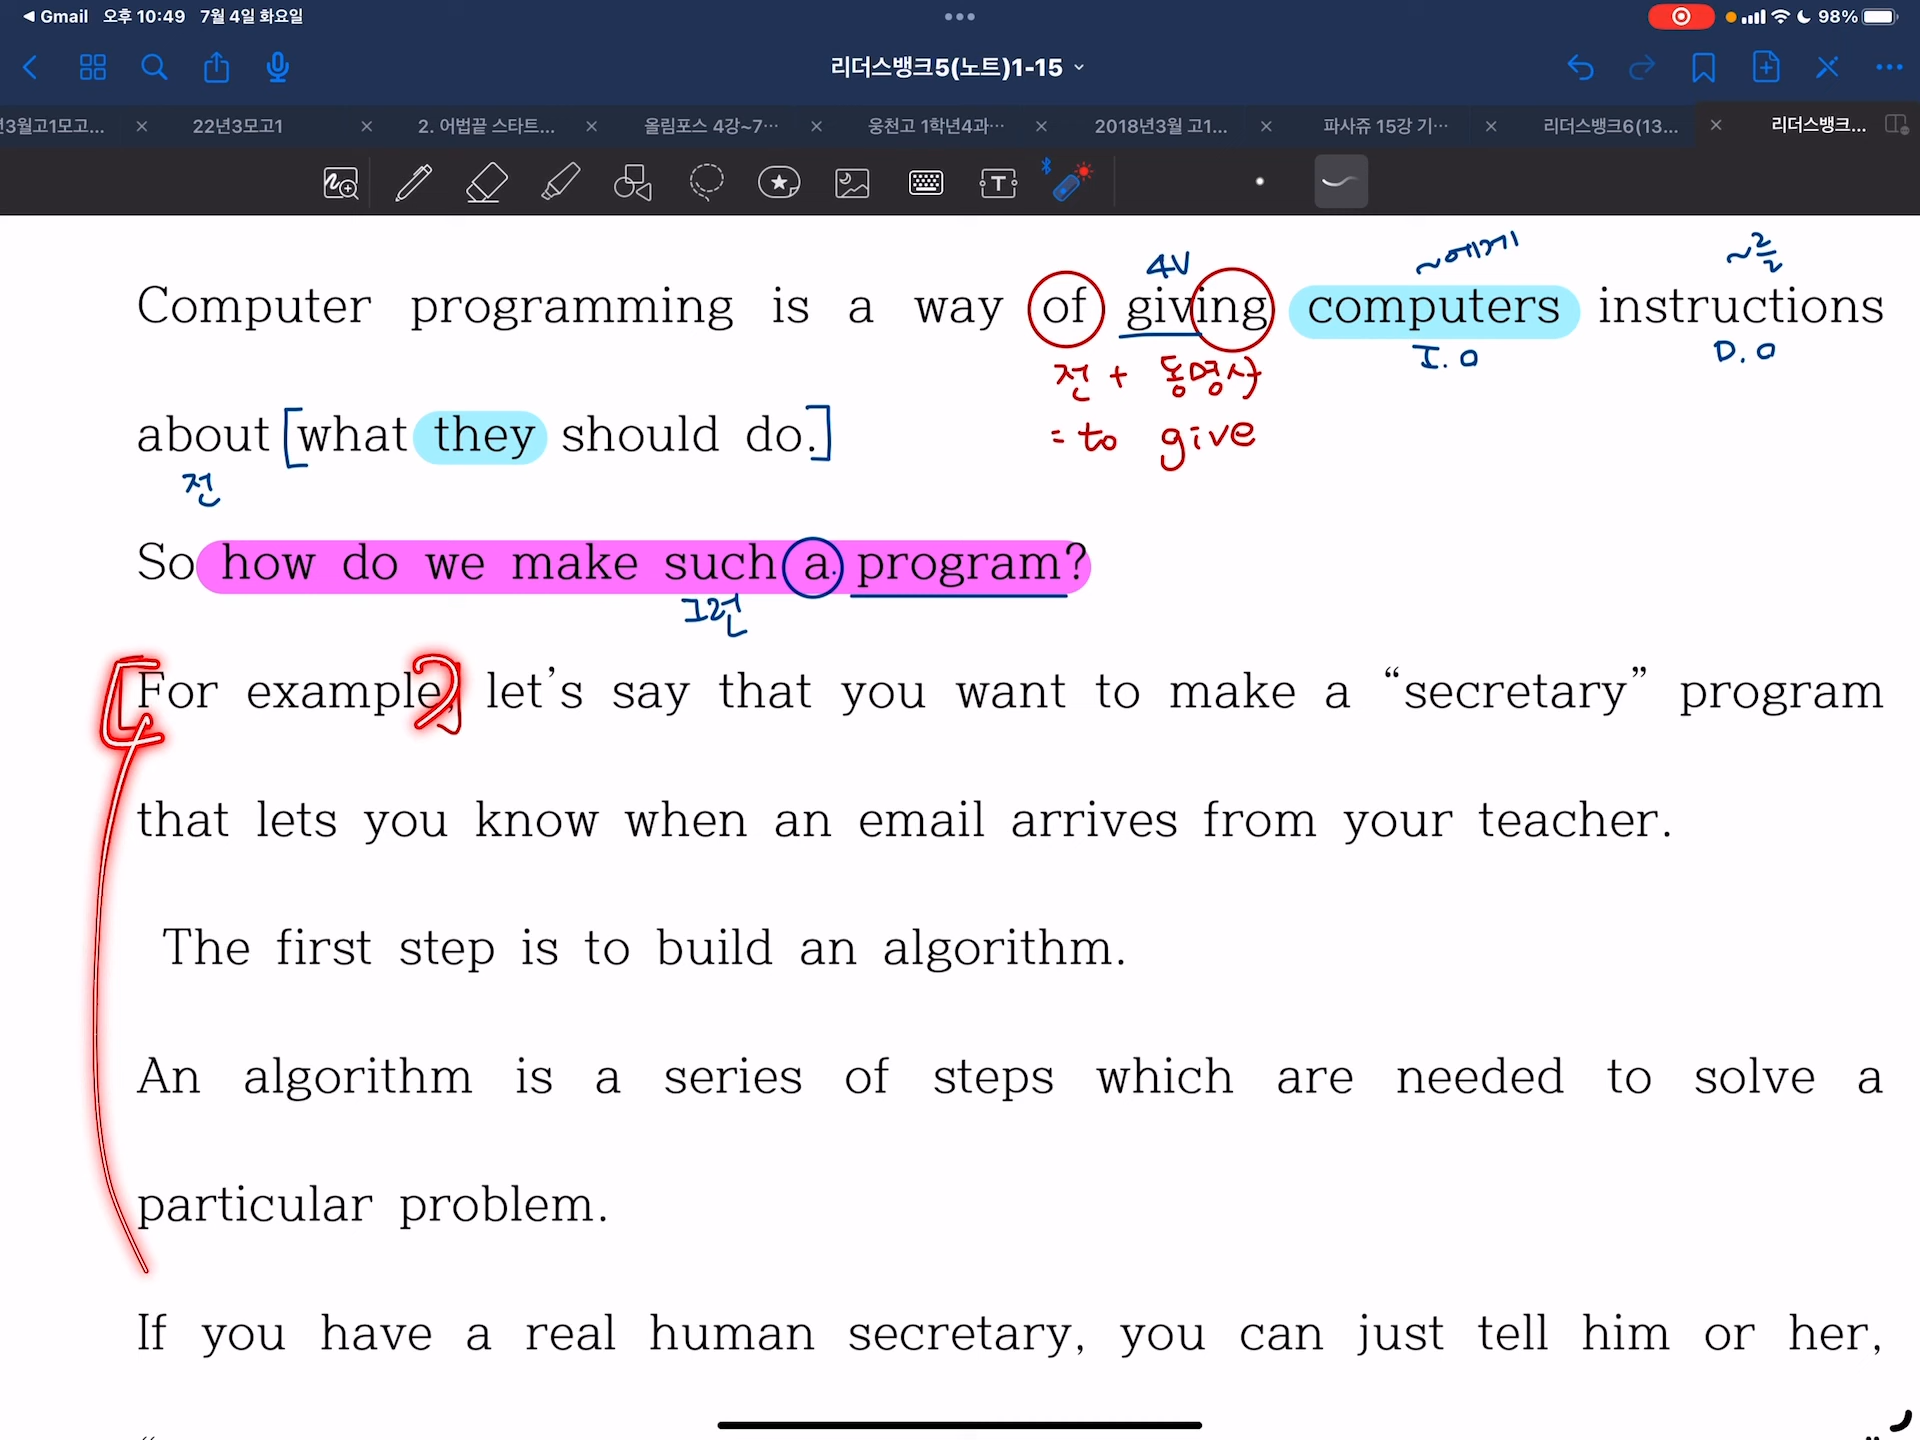 ◀ Gmail 오후 10:49 7월 4일 화요일 98%
리더스뱅크5(노트)1-15
년3월고1모고... 22년3모고1 2. 어법끝 스타트... 올림포스 4강~7... 웅천고 1학년4과... 2018년3월 고1... 파사쥬 15강 기... 리더스뱅크6(13... 리더스뱅크...
4V ~에게 ~를
Computer programming is a way of giving computers instructions
I.O D.O
전 + 동명사
about [what they should do.]
= to give
전
So how do we make such a program?
그런
For example, let's say that you want to make a “secretary” program
that lets you know when an email arrives from your teacher.
The first step is to build an algorithm.
An algorithm is a series of steps which are needed to solve a
particular problem.
If you have a real human secretary, you can just tell him or her,